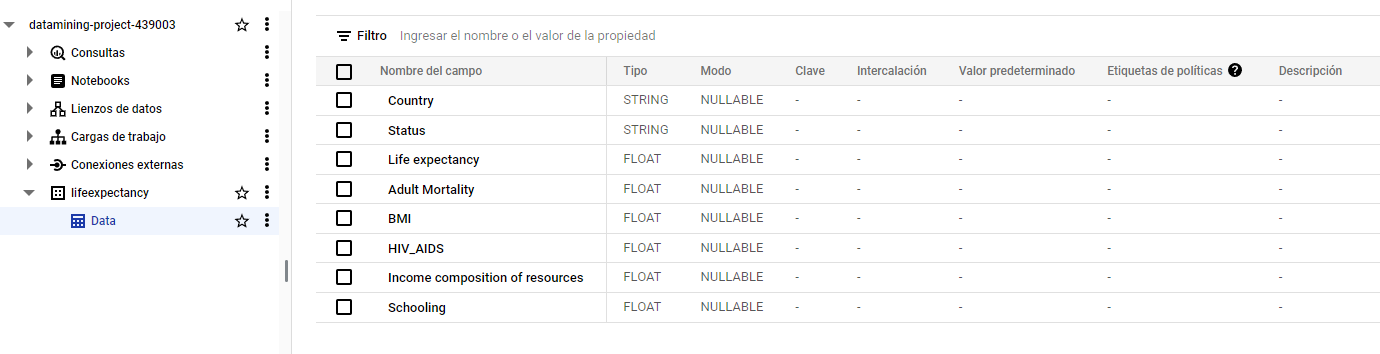 datamining-project-439003
Consultas
Notebooks
Lienzos de datos
Cargas de trabajo
Conexiones externas
lifeexpectancy
Data
Filtro Ingresar el nombre o el valor de la propiedad
Nombre del campo Tipo Modo Clave Intercalación Valor predeterminado Etiquetas de políticas ? Descripción
Country STRING NULLABLE - - - - -
Status STRING NULLABLE - - - - -
Life expectancy FLOAT NULLABLE - - - - -
Adult Mortality FLOAT NULLABLE - - - - -
BMI FLOAT NULLABLE - - - - -
HIV_AIDS FLOAT NULLABLE - - - - -
Income composition of resources FLOAT NULLABLE - - - - -
Schooling FLOAT NULLABLE - - - - -